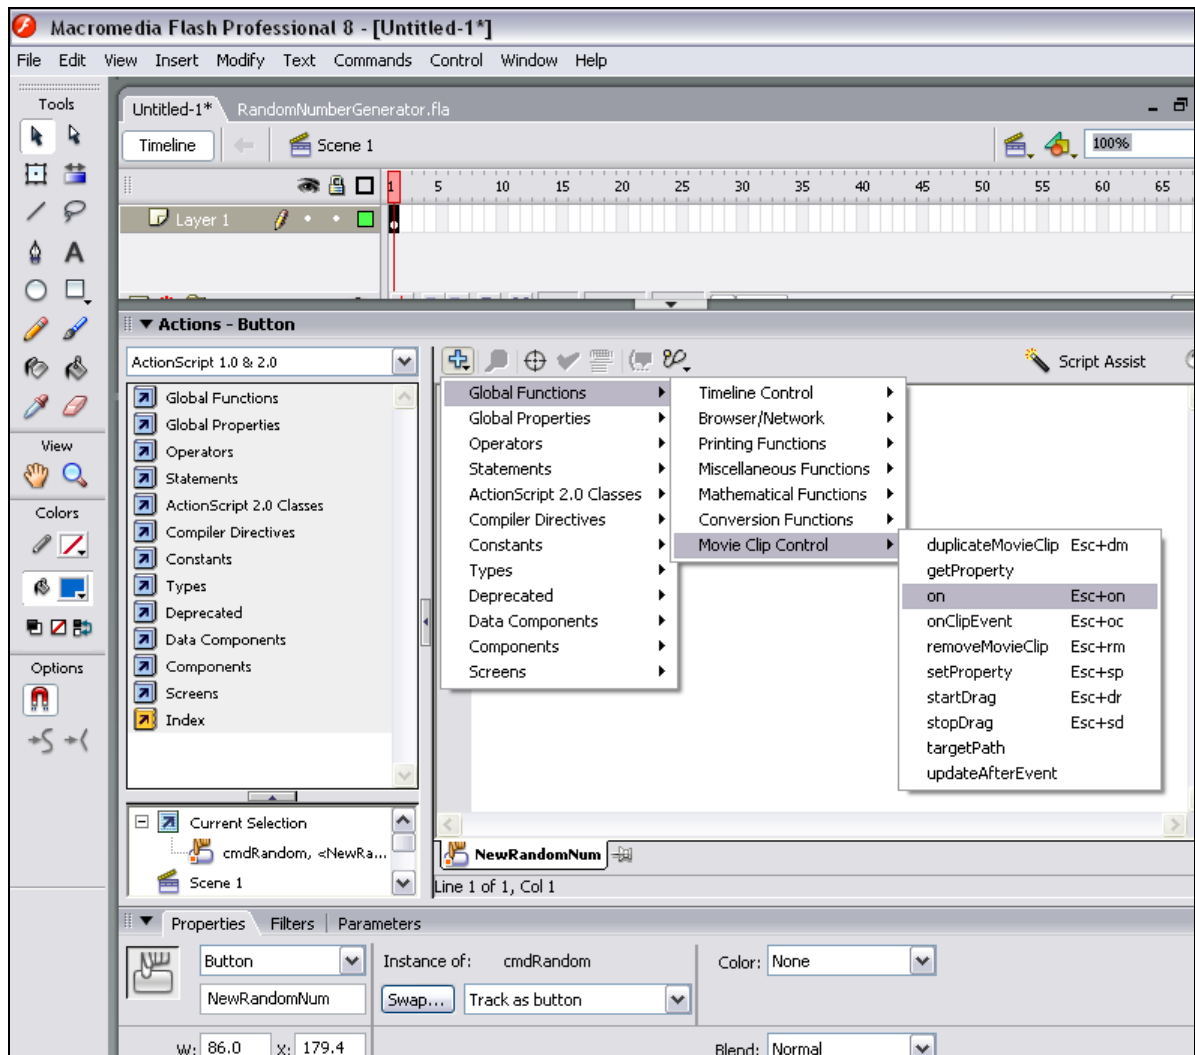 Macromedia Flash Professional 8 - [Untitled-1*]
File Edit View Insert Modify Text Commands Control Window Help
Tools
Untitled-1* RandomNumberGenerator.fla
Timeline Scene 1 100%
1 5 10 15 20 25 30 35 40 45 50 55 60 65
Layer 1
Actions - Button
ActionScript 1.0 & 2.0
Script Assist
Global Functions
Global Properties
Operators
Statements
ActionScript 2.0 Classes
Compiler Directives
Constants
Types
Deprecated
Data Components
Components
Screens
Index
Global Functions
Global Properties
Operators
Statements
ActionScript 2.0 Classes
Compiler Directives
Constants
Types
Deprecated
Data Components
Components
Screens
Timeline Control
Browser/Network
Printing Functions
Miscellaneous Functions
Mathematical Functions
Conversion Functions
Movie Clip Control
duplicateMovieClip Esc+dm
getProperty
on Esc+on
onClipEvent Esc+oc
removeMovieClip Esc+rm
setProperty Esc+sp
startDrag Esc+dr
stopDrag Esc+sd
targetPath
updateAfterEvent
View
Colors
Options
Current Selection
cmdRandom, <NewRa...
Scene 1
NewRandomNum
Line 1 of 1, Col 1
Properties Filters Parameters
Button Instance of: cmdRandom Color: None
NewRandomNum Swap... Track as button
W: 86.0 X: 179.4 Blend: Normal